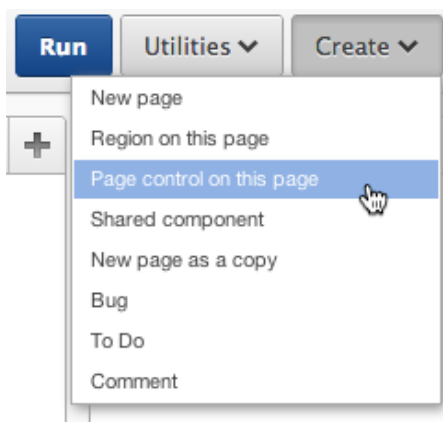 Run Utilities Create
New page
Region on this page
Page control on this page
Shared component
New page as a copy
Bug
To Do
Comment